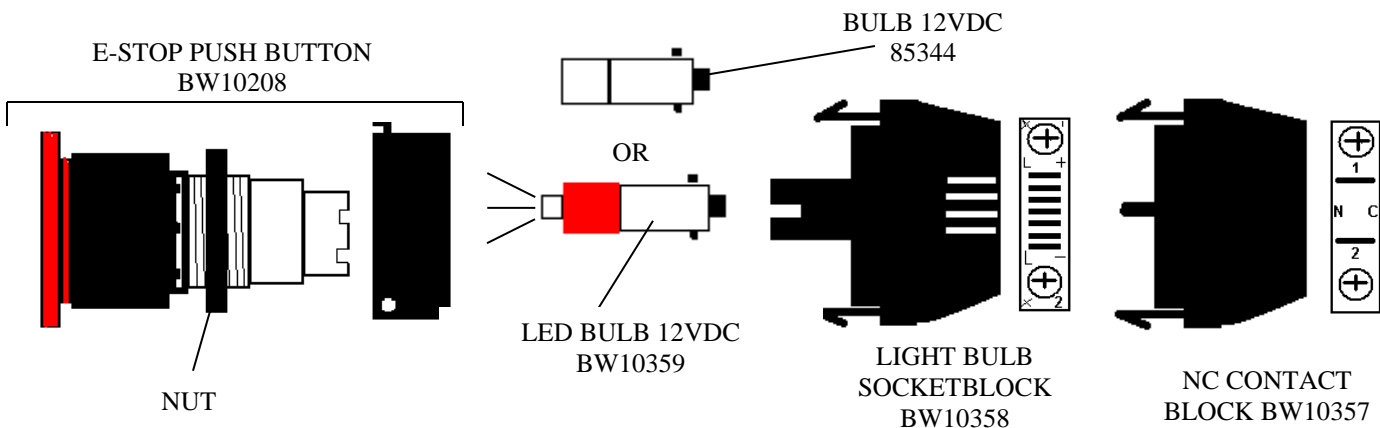 BULB 12VDC
85344
E-STOP PUSH BUTTON
BW10208
OR
LED BULB 12VDC
BW10359
NUT
X 1
L +
L −
X 2
LIGHT BULB
SOCKETBLOCK
BW10358
1
N C
2
NC CONTACT
BLOCK BW10357